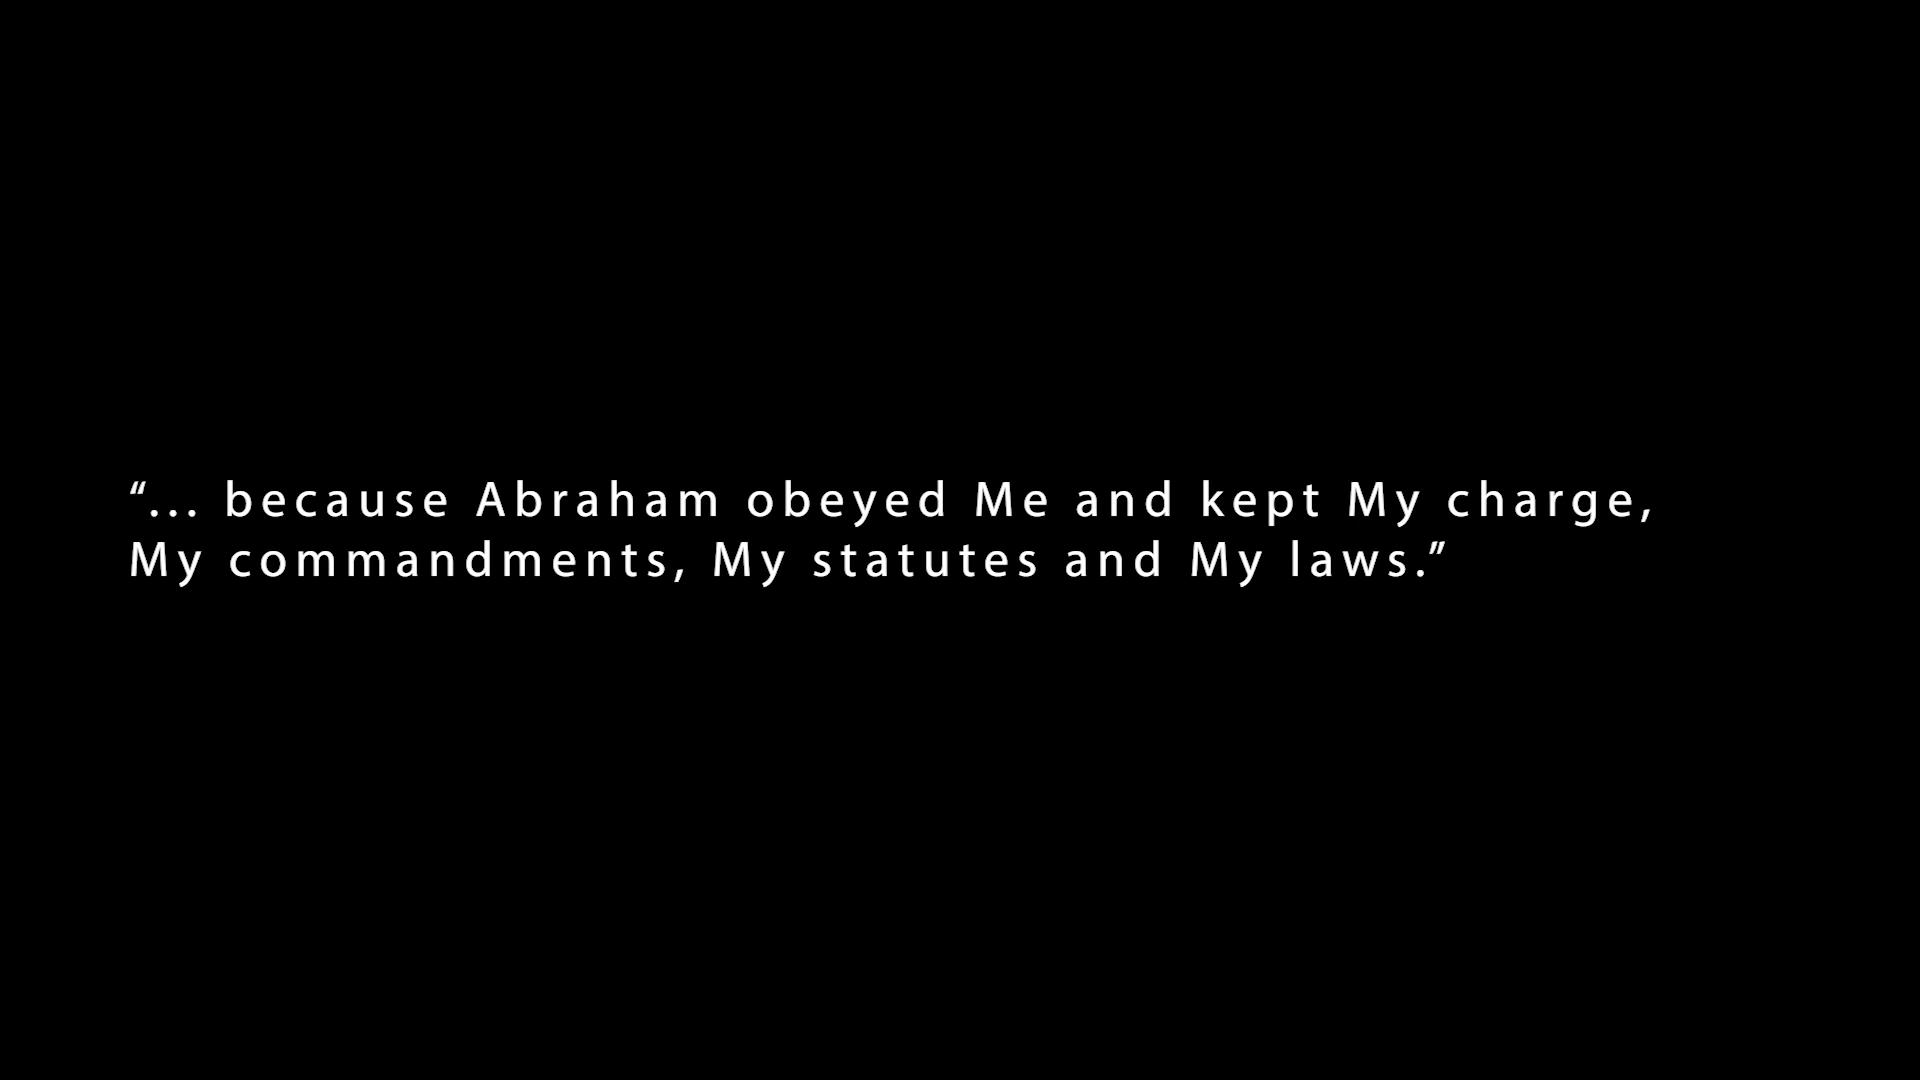 “... because Abraham obeyed Me and kept My charge,
My commandments, My statutes and My laws.”